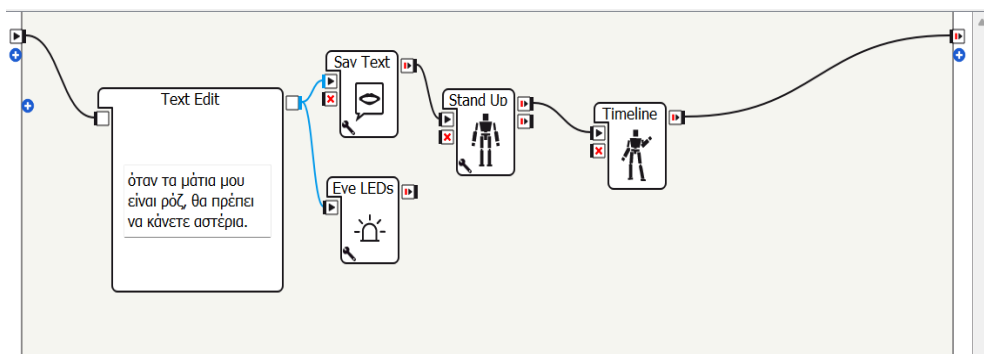 Text Edit
όταν τα μάτια μου
είναι ρόζ, θα πρέπει
να κάνετε αστέρια.
Say Text
Eye LEDs
Stand Up
Timeline